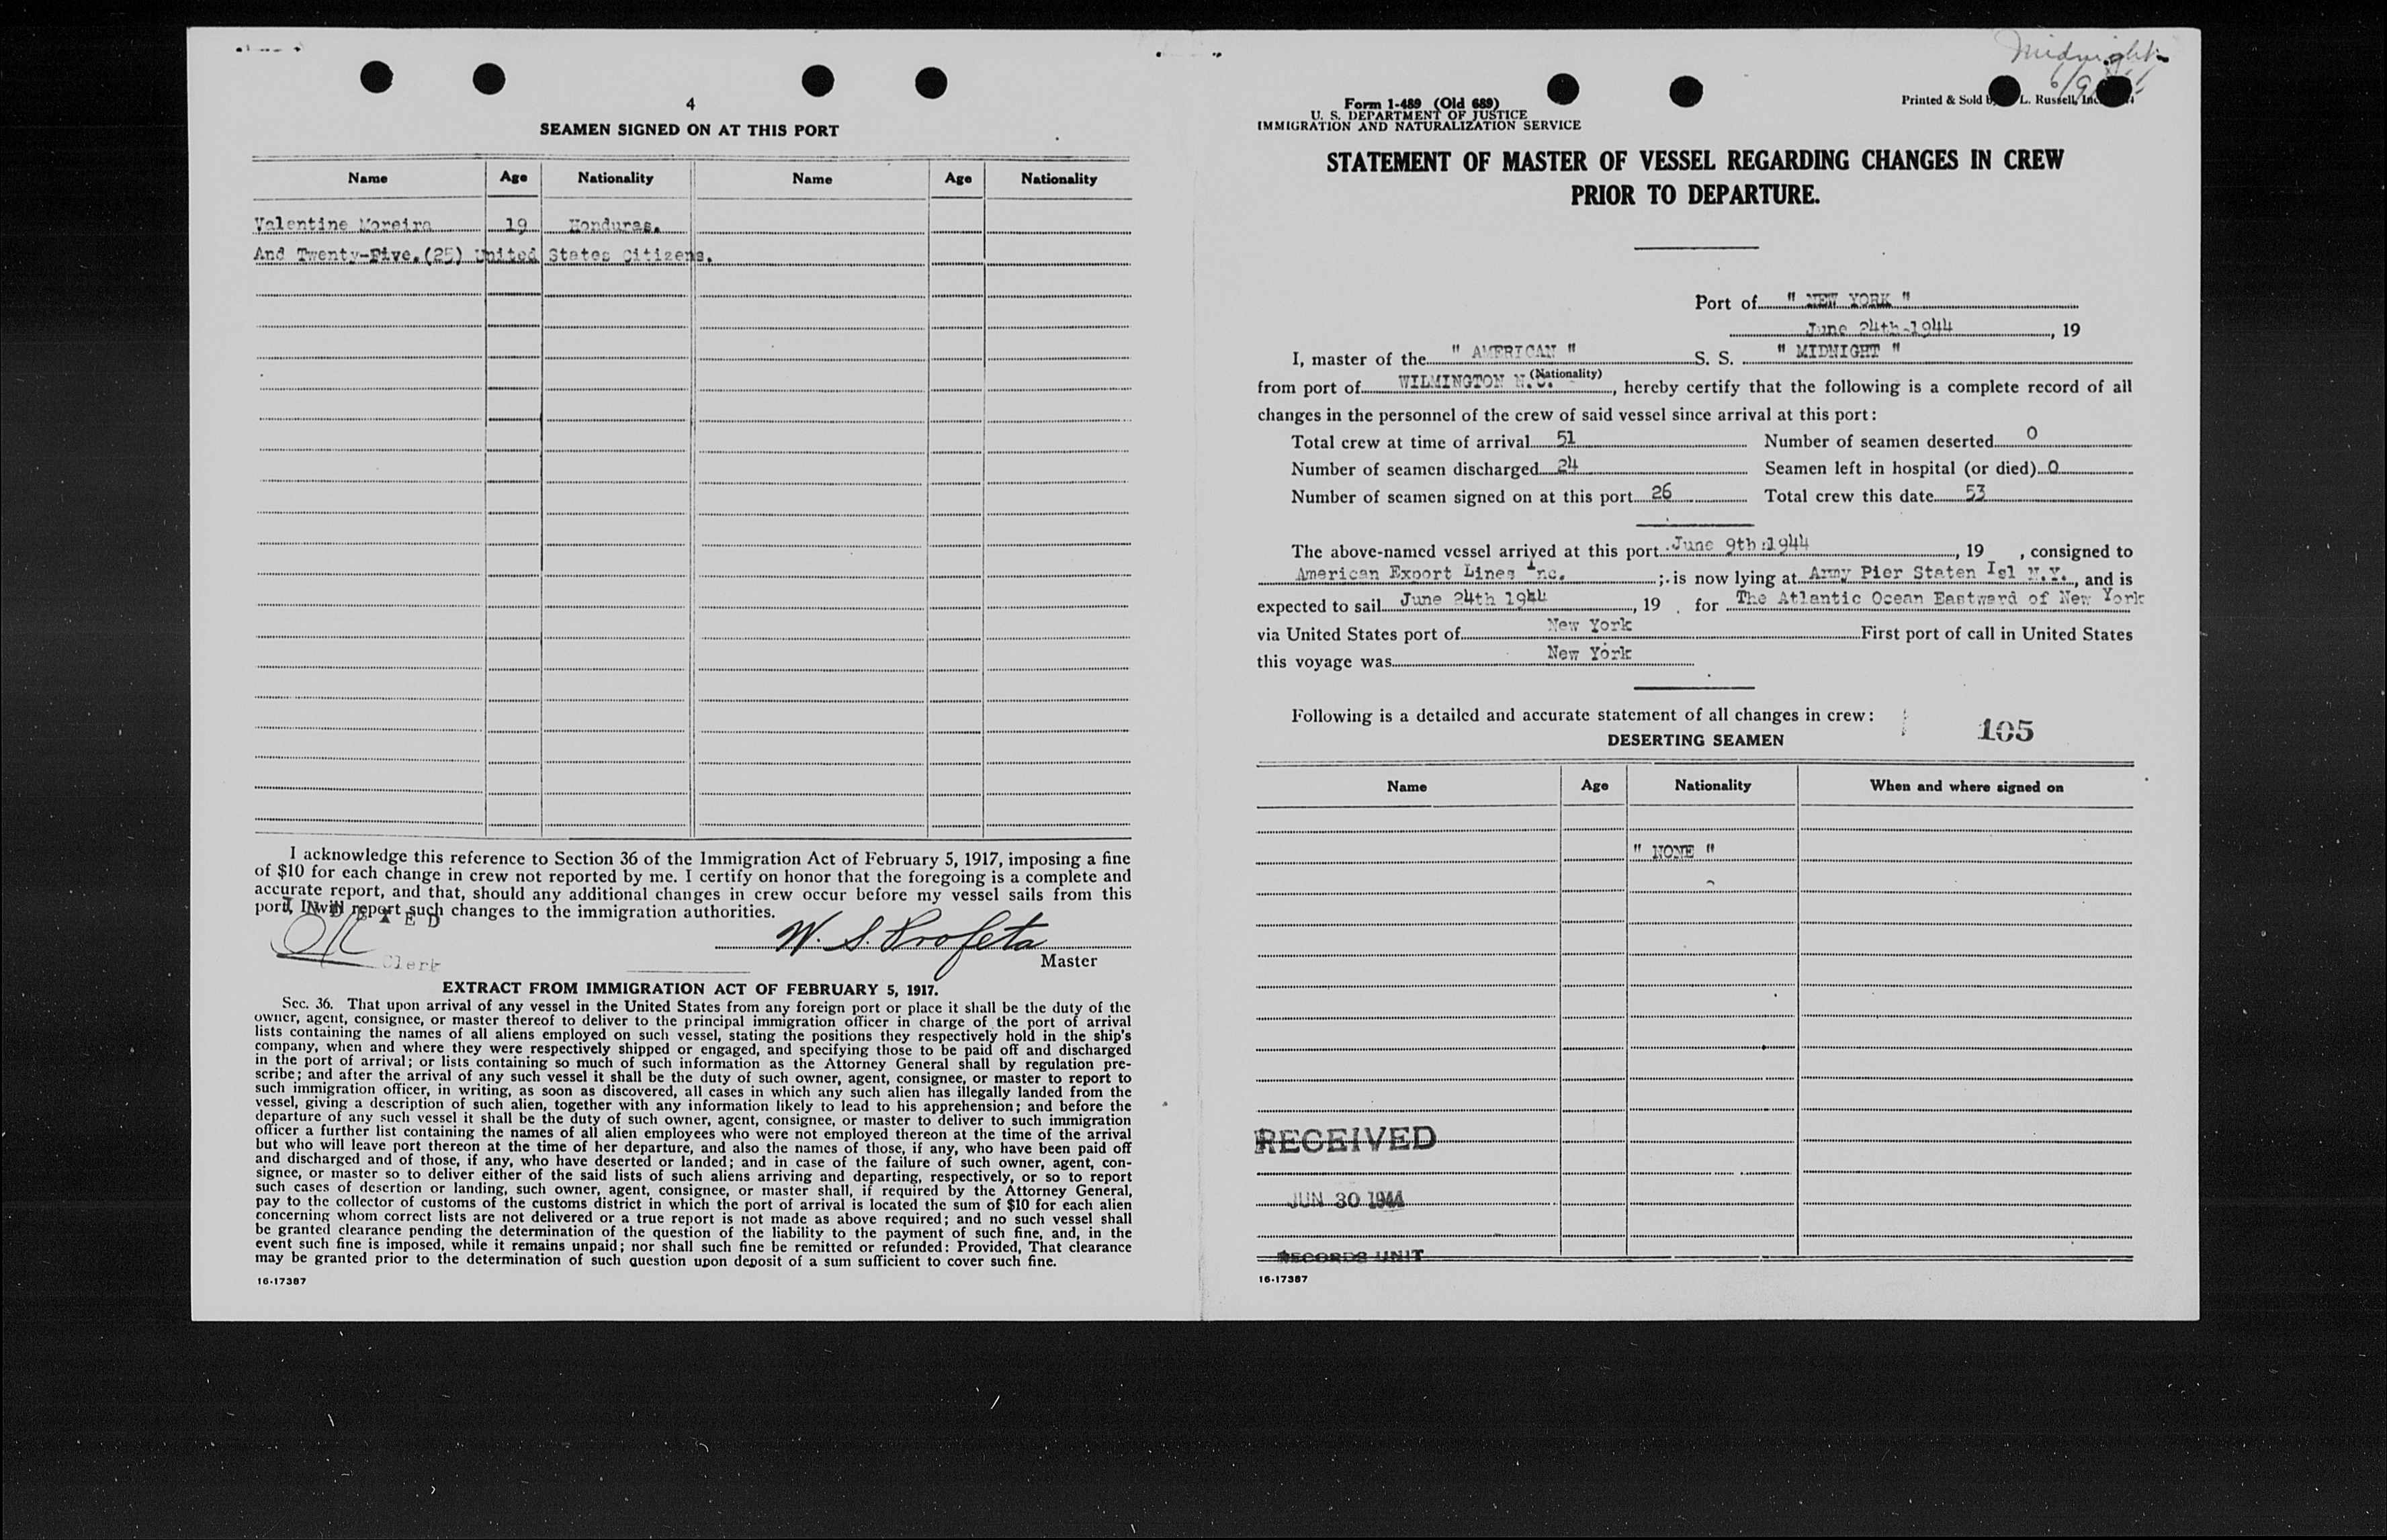 4
SEAMEN SIGNED ON AT THIS PORT
Name Age Nationality Name Age Nationality
Valentine Moreira 19 Honduras.
And Twenty-Five.(25) United States Citizens.
I acknowledge this reference to Section 36 of the Immigration Act of February 5, 1917, imposing a fine
of $10 for each change in crew not reported by me. I certify on honor that the foregoing is a complete and
accurate report, and that, should any additional changes in crew occur before my vessel sails from this
port, I will report such changes to the immigration authorities.
W. S. Profeta
Clerk
Master
EXTRACT FROM IMMIGRATION ACT OF FEBRUARY 5, 1917.
Sec. 36. That upon arrival of any vessel in the United States from any foreign port or place it shall be the duty of the
owner, agent, consignee, or master thereof to deliver to the principal immigration officer in charge of the port of arrival
lists containing the names of all aliens employed on such vessel, stating the positions they respectively hold in the ship's
company, when and where they were respectively shipped or engaged, and specifying those to be paid off and discharged
in the port of arrival; or lists containing so much of such information as the Attorney General shall by regulation pre-
scribe; and after the arrival of any such vessel it shall be the duty of such owner, agent, consignee, or master to report to
such immigration officer, in writing, as soon as discovered, all cases in which any such alien has illegally landed from the
vessel, giving a description of such alien, together with any information likely to lead to his apprehension; and before the
departure of any such vessel it shall be the duty of such owner, agent, consignee, or master to deliver to such immigration
officer a further list containing the names of all alien employees who were not employed thereon at the time of the arrival
but who will leave port thereon at the time of her departure, and also the names of those, if any, who have been paid off
and discharged and of those, if any, who have deserted or landed; and in case of the failure of such owner, agent, con-
signee, or master so to deliver either of the said lists of such aliens arriving and departing, respectively, or so to report
such cases of desertion or landing, such owner, agent, consignee, or master shall, if required by the Attorney General,
pay to the collector of customs of the customs district in which the port of arrival is located the sum of $10 for each alien
concerning whom correct lists are not delivered or a true report is not made as above required; and no such vessel shall
be granted clearance pending the determination of the question of the liability to the payment of such fine, and, in the
event such fine is imposed, while it remains unpaid; nor shall such fine be remitted or refunded: Provided, That clearance
may be granted prior to the determination of such question upon deposit of a sum sufficient to cover such fine.
16-17387
Midnight
Form 1-489 (Old 689)
U. S. DEPARTMENT OF JUSTICE
IMMIGRATION AND NATURALIZATION SERVICE
Printed & Sold L. Russell, Inc.
STATEMENT OF MASTER OF VESSEL REGARDING CHANGES IN CREW
PRIOR TO DEPARTURE.
Port of " NEW YORK "
June 24th-1944, 19
I, master of the " AMERICAN " S. S. " MIDNIGHT "
(Nationality)
from port of WILMINGTON N.C., hereby certify that the following is a complete record of all
changes in the personnel of the crew of said vessel since arrival at this port:
Total crew at time of arrival 51 Number of seamen deserted 0
Number of seamen discharged 24 Seamen left in hospital (or died) 0
Number of seamen signed on at this port 26 Total crew this date 53
The above-named vessel arrived at this port June 9th 1944, 19 , consigned to
American Export Lines Inc. ; is now lying at Army Pier Staten Isl N.Y., and is
expected to sail June 24th 1944, 19 . for The Atlantic Ocean Eastward of New York
via United States port of New York First port of call in United States
this voyage was New York
Following is a detailed and accurate statement of all changes in crew:
105
DESERTING SEAMEN
Name Age Nationality When and where signed on
" NONE "
RECEIVED
JUN 30 1944
RECORDS UNIT
16-17387